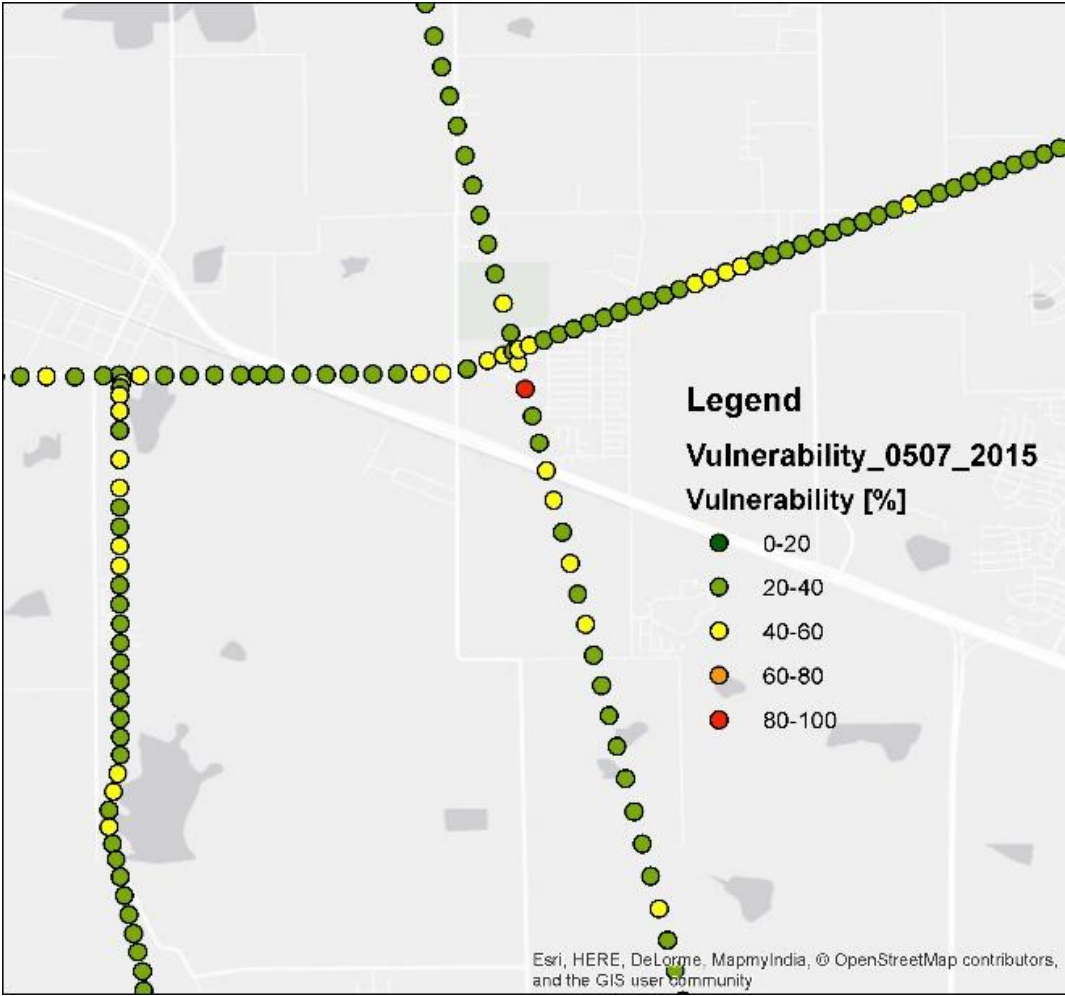 Legend
Vulnerability_0507_2015
Vulnerability [%]
0-20
20-40
40-60
60-80
80-100
Esri, HERE, DeLorme, MapmyIndia, © OpenStreetMap contributors,
and the GIS user community